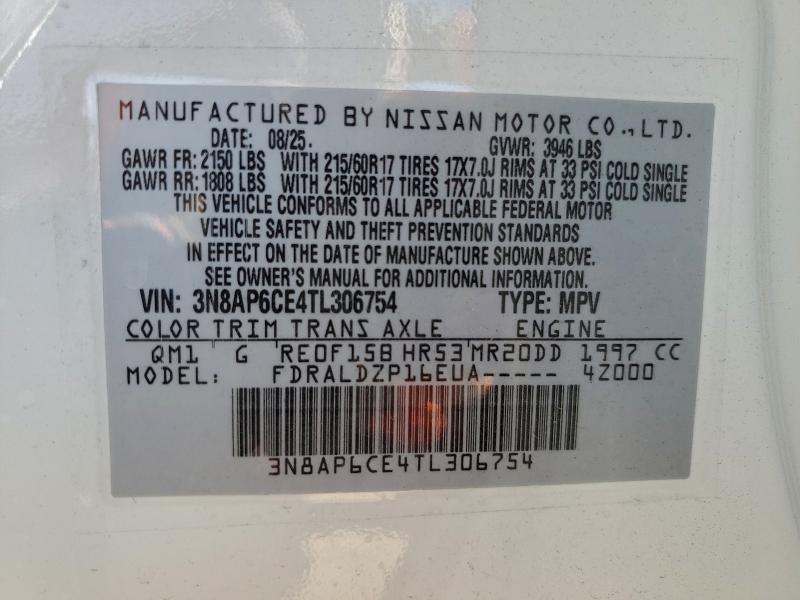 MANUFACTURED BY NISSAN MOTOR CO., LTD.
DATE: 08/25. GVWR: 3946 LBS
GAWR FR: 2150 LBS WITH 215/60R17 TIRES 17X7.0J RIMS AT 33 PSI COLD SINGLE
GAWR RR: 1808 LBS WITH 215/60R17 TIRES 17X7.0J RIMS AT 33 PSI COLD SINGLE
THIS VEHICLE CONFORMS TO ALL APPLICABLE FEDERAL MOTOR
VEHICLE SAFETY AND THEFT PREVENTION STANDARDS
IN EFFECT ON THE DATE OF MANUFACTURE SHOWN ABOVE.
SEE OWNER'S MANUAL FOR ADDITIONAL INFORMATION.
VIN: 3N8AP6CE4TL306754 TYPE: MPV
COLOR TRIM TRANS AXLE ENGINE
QM1 G RE0F15B HR53 MR20DD 1997 CC
MODEL: FDRALDZP16EUA----- 4Z000
3N8AP6CE4TL306754